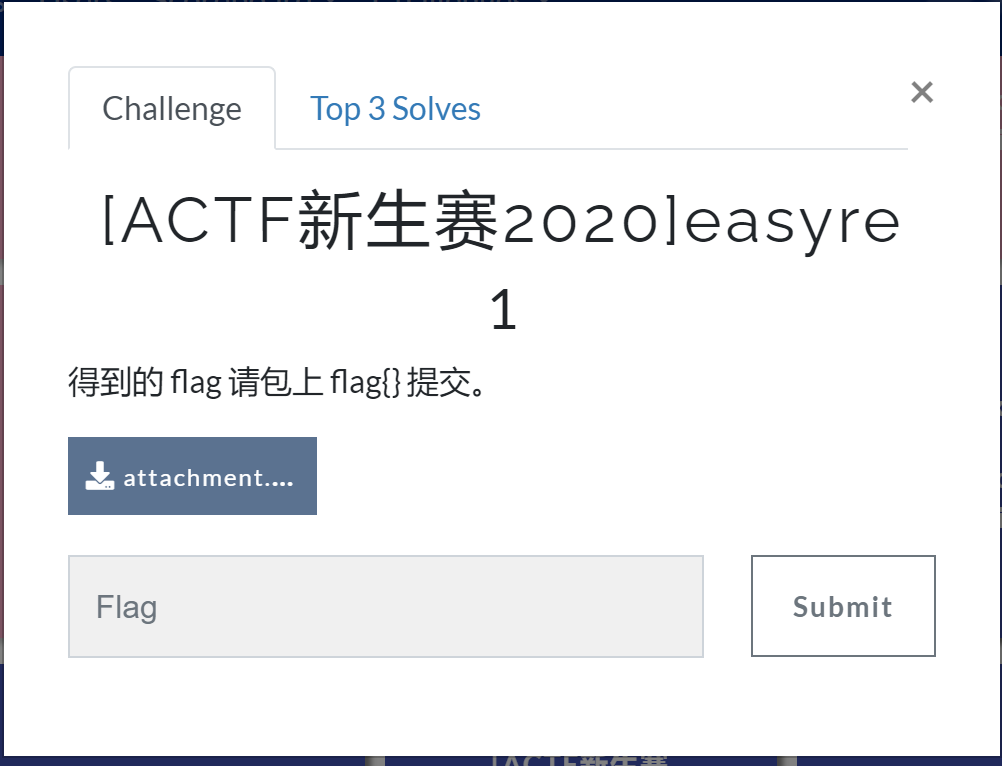 Challenge
Top 3 Solves
×
[ACTF新生赛2020]easyre
1
得到的 flag 请包上 flag{} 提交。
attachment....
Flag
Submit
[ACTF新生赛